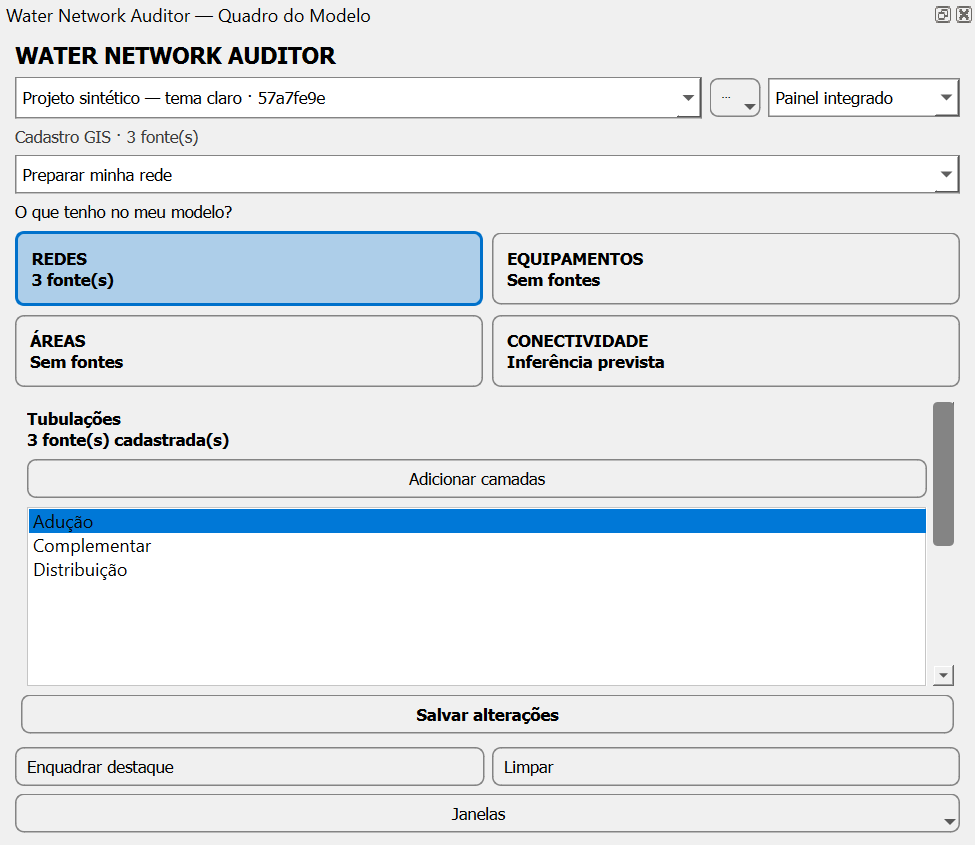 Water Network Auditor — Quadro do Modelo
WATER NETWORK AUDITOR
Projeto sintético — tema claro · 57a7fe9e
...
Painel integrado
Cadastro GIS · 3 fonte(s)
Preparar minha rede
O que tenho no meu modelo?
REDES
3 fonte(s)
EQUIPAMENTOS
Sem fontes
ÁREAS
Sem fontes
CONECTIVIDADE
Inferência prevista
Tubulações
3 fonte(s) cadastrada(s)
Adicionar camadas
Adução
Complementar
Distribuição
Salvar alterações
Enquadrar destaque
Limpar
Janelas